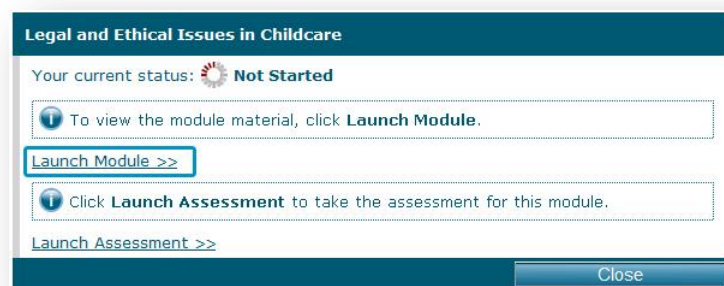 Legal and Ethical Issues in Childcare
Your current status: Not Started
To view the module material, click Launch Module.
Launch Module >>
Click Launch Assessment to take the assessment for this module.
Launch Assessment >>
Close